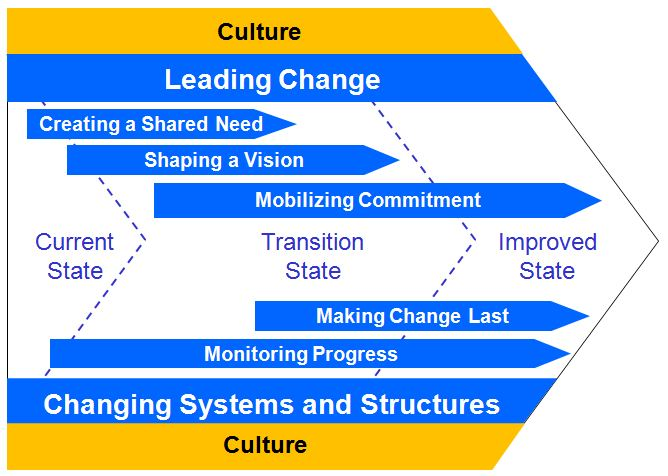 Culture
Leading Change
Creating a Shared Need
Shaping a Vision
Mobilizing Commitment
Current
State
Transition
State
Improved
State
Making Change Last
Monitoring Progress
Changing Systems and Structures
Culture